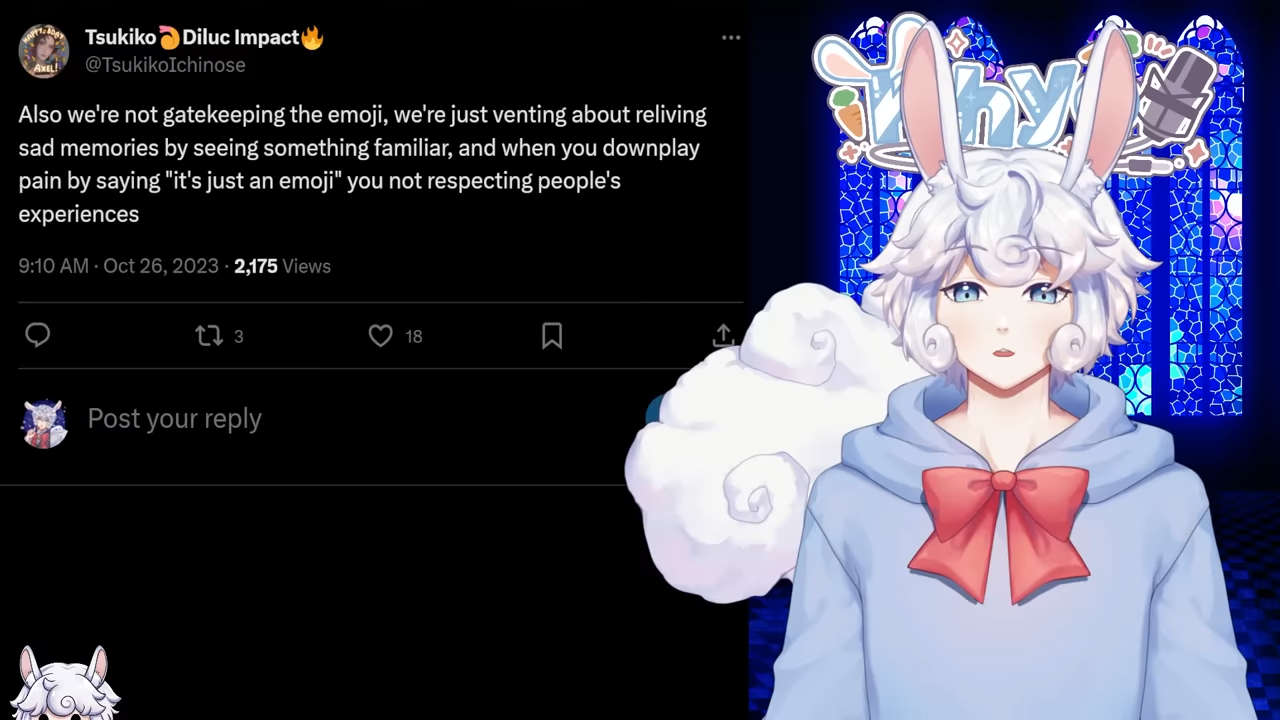 Tsukiko🍤Diluc Impact🔥
@TsukikoIchinose
Also we're not gatekeeping the emoji, we're just venting about reliving
sad memories by seeing something familiar, and when you downplay
pain by saying "it's just an emoji" you not respecting people's
experiences
9:10 AM · Oct 26, 2023 · 2,175 Views
3
18
Post your reply